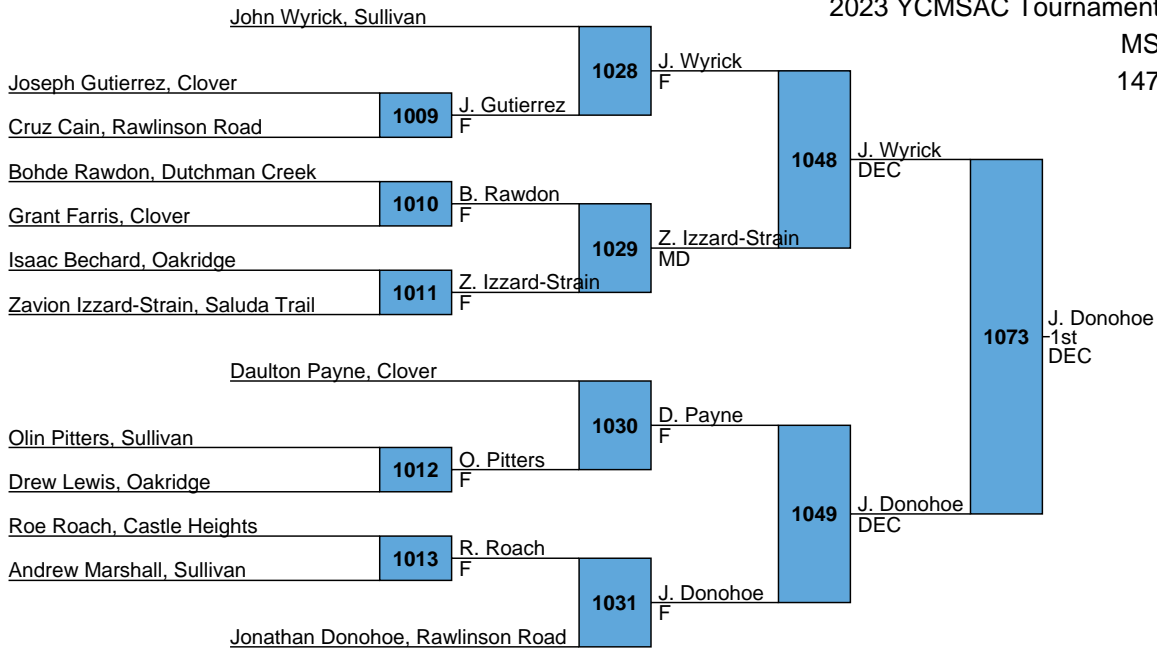 2023 YCMSAC Tournament
MS
147
John Wyrick, Sullivan
1028
J. Wyrick
F
Joseph Gutierrez, Clover
1009
J. Gutierrez
F
Cruz Cain, Rawlinson Road
1048
J. Wyrick
DEC
Bohde Rawdon, Dutchman Creek
1010
B. Rawdon
F
Grant Farris, Clover
1029
Z. Izzard-Strain
MD
Isaac Bechard, Oakridge
1011
Z. Izzard-Strain
F
Zavion Izzard-Strain, Saluda Trail
1073
J. Donohoe
1st
DEC
Daulton Payne, Clover
1030
D. Payne
F
Olin Pitters, Sullivan
1012
O. Pitters
F
Drew Lewis, Oakridge
1049
J. Donohoe
DEC
Roe Roach, Castle Heights
1013
R. Roach
F
Andrew Marshall, Sullivan
1031
J. Donohoe
F
Jonathan Donohoe, Rawlinson Road